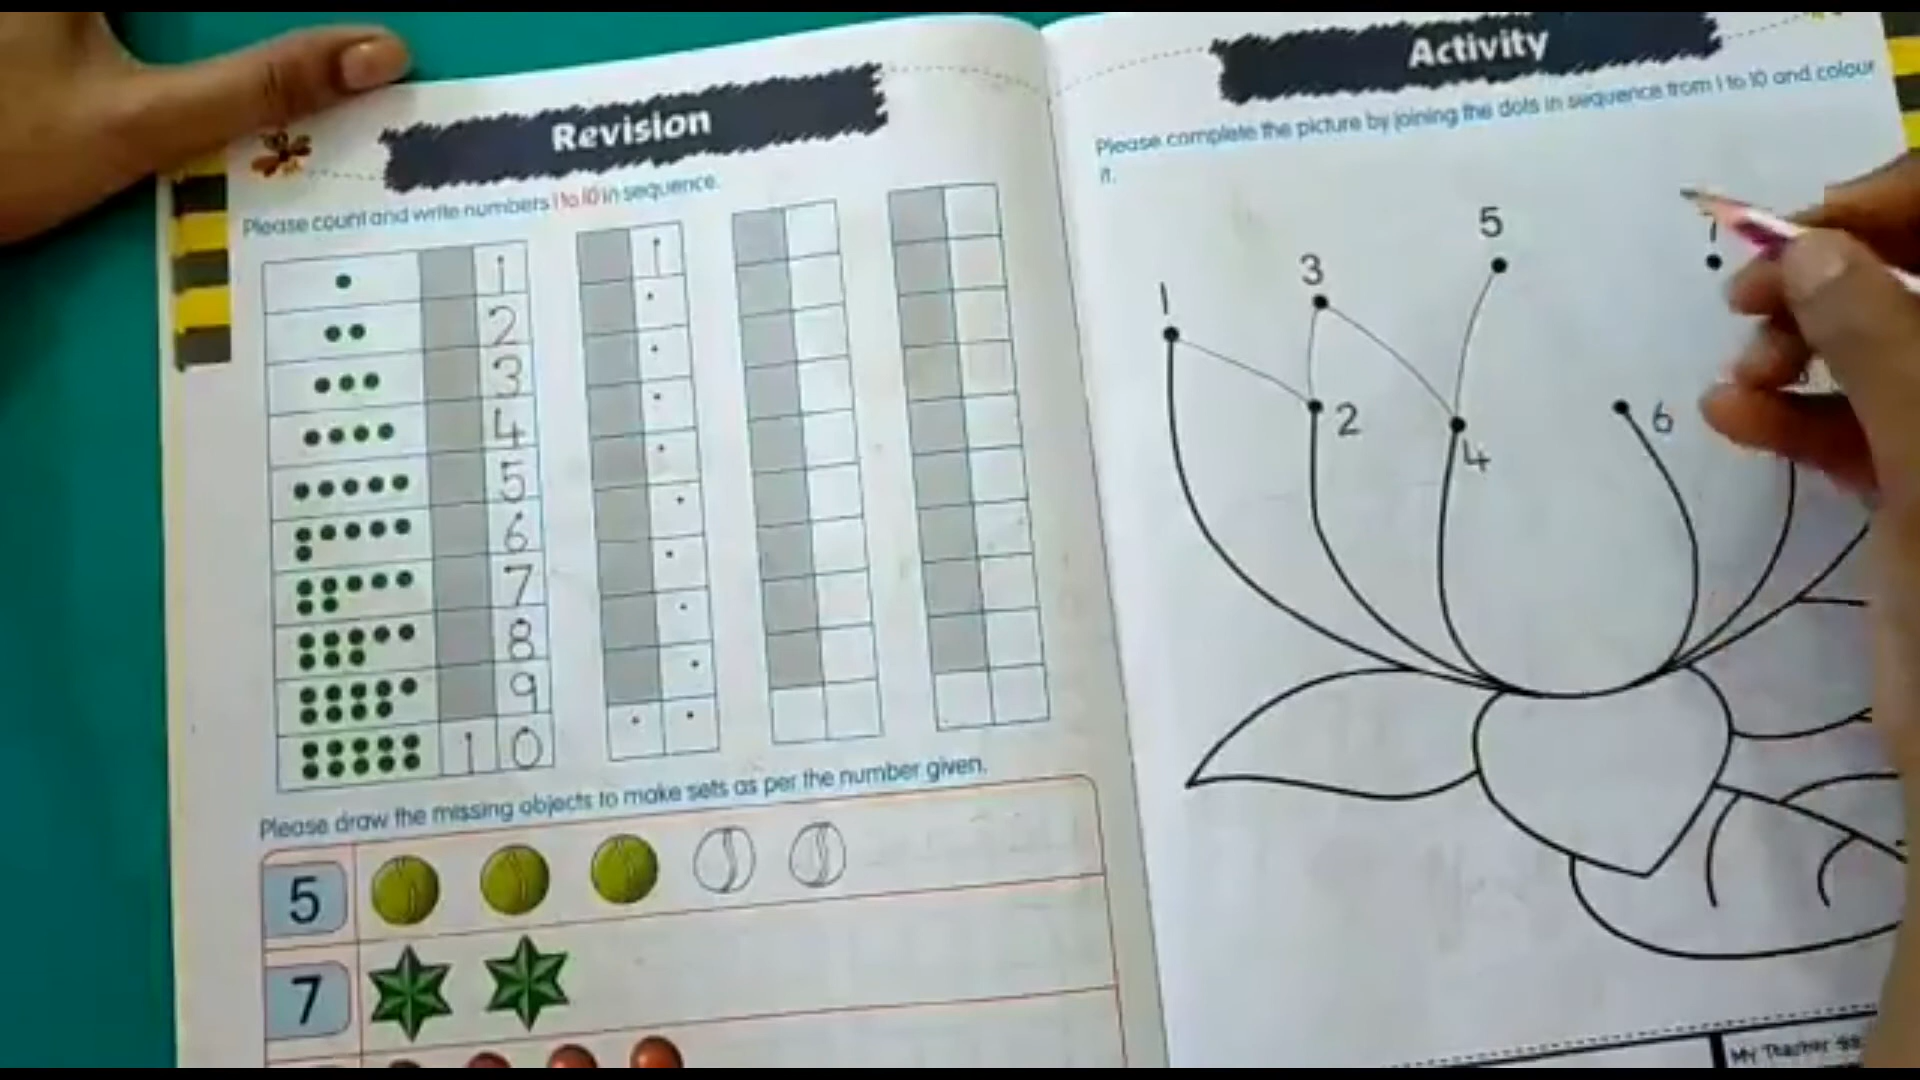 Revision
Please count and write numbers 1 to 10 in sequence.
1 1
2
3
4
5
6
7
8
9
10
Please draw the missing objects to make sets as per the number given.
5
7
Activity
Please complete the picture by joining the dots in sequence from 1 to 10 and colour
it.
5
3
1
7
2
6
4
My Teacher